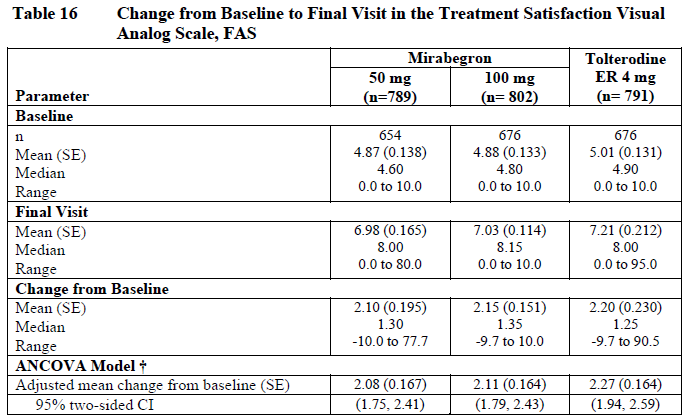 Table 16 Change from Baseline to Final Visit in the Treatment Satisfaction Visual
Analog Scale, FAS
Mirabegron Tolterodine
50 mg 100 mg ER 4 mg
Parameter (n=789) (n= 802) (n= 791)
Baseline
n 654 676 676
Mean (SE) 4.87 (0.138) 4.88 (0.133) 5.01 (0.131)
Median 4.60 4.80 4.90
Range 0.0 to 10.0 0.0 to 10.0 0.0 to 10.0
Final Visit
Mean (SE) 6.98 (0.165) 7.03 (0.114) 7.21 (0.212)
Median 8.00 8.15 8.00
Range 0.0 to 80.0 0.0 to 10.0 0.0 to 95.0
Change from Baseline
Mean (SE) 2.10 (0.195) 2.15 (0.151) 2.20 (0.230)
Median 1.30 1.35 1.25
Range -10.0 to 77.7 -9.7 to 10.0 -9.7 to 90.5
ANCOVA Model †
Adjusted mean change from baseline (SE) 2.08 (0.167) 2.11 (0.164) 2.27 (0.164)
95% two-sided CI (1.75, 2.41) (1.79, 2.43) (1.94, 2.59)